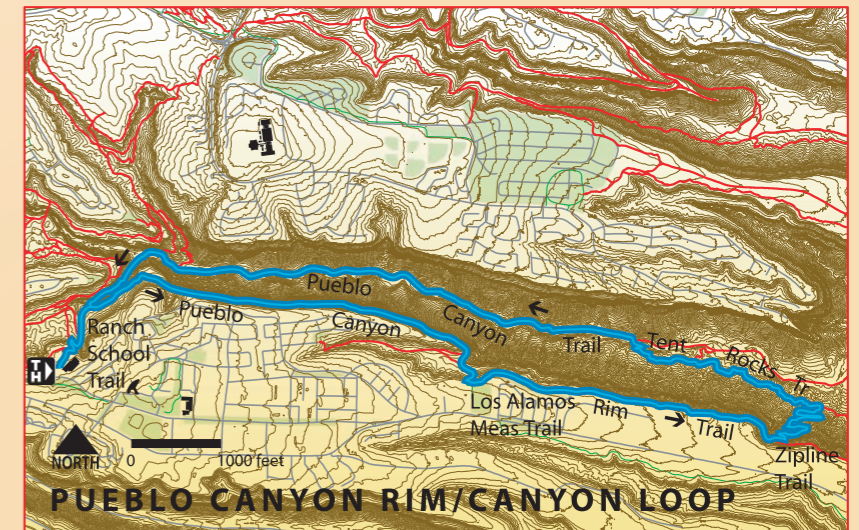 Pueblo
Canyon
Trail
Tent
Rocks Tr
Pueblo
Canyon
Rim
Trail
Ranch
School
Trail
TH
Los Alamos
Meas Trail
Zipline
Trail
NORTH
0 1000 feet
PUEBLO CANYON RIM/CANYON LOOP